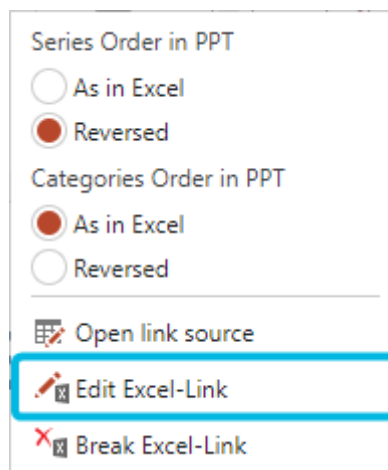 Series Order in PPT
As in Excel
Reversed
Categories Order in PPT
As in Excel
Reversed
Open link source
Edit Excel-Link
Break Excel-Link